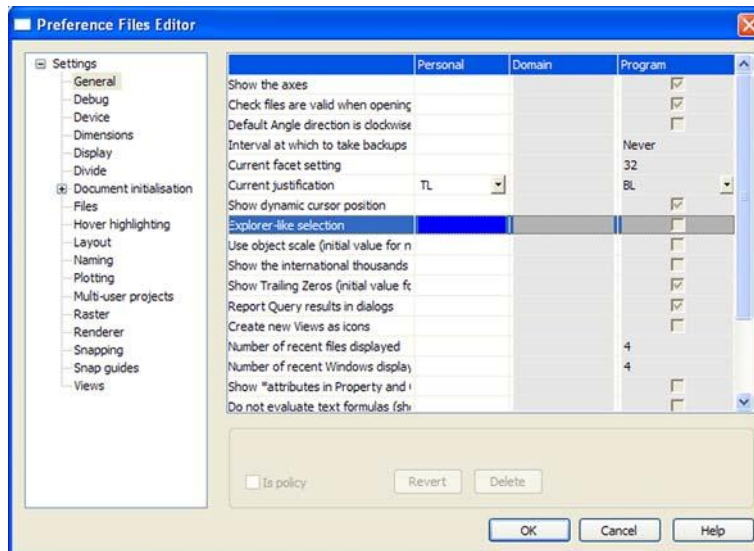 Preference Files Editor
Settings
General
Debug
Device
Dimensions
Display
Divide
Document initialisation
Files
Hover highlighting
Layout
Naming
Plotting
Multi-user projects
Raster
Renderer
Snapping
Snap guides
Views
Personal Domain Program
Show the axes
Check files are valid when opening
Default Angle direction is clockwise
Interval at which to take backups Never
Current facet setting 32
Current justification TL BL
Show dynamic cursor position
Explorer-like selection
Use object scale (initial value for n
Show the international thousands
Show Trailing Zeros (initial value fo
Report Query results in dialogs
Create new Views as icons
Number of recent files displayed 4
Number of recent Windows display 4
Show "attributes in Property and
Do not evaluate text formulas (sh
Is policy Revert Delete
OK Cancel Help